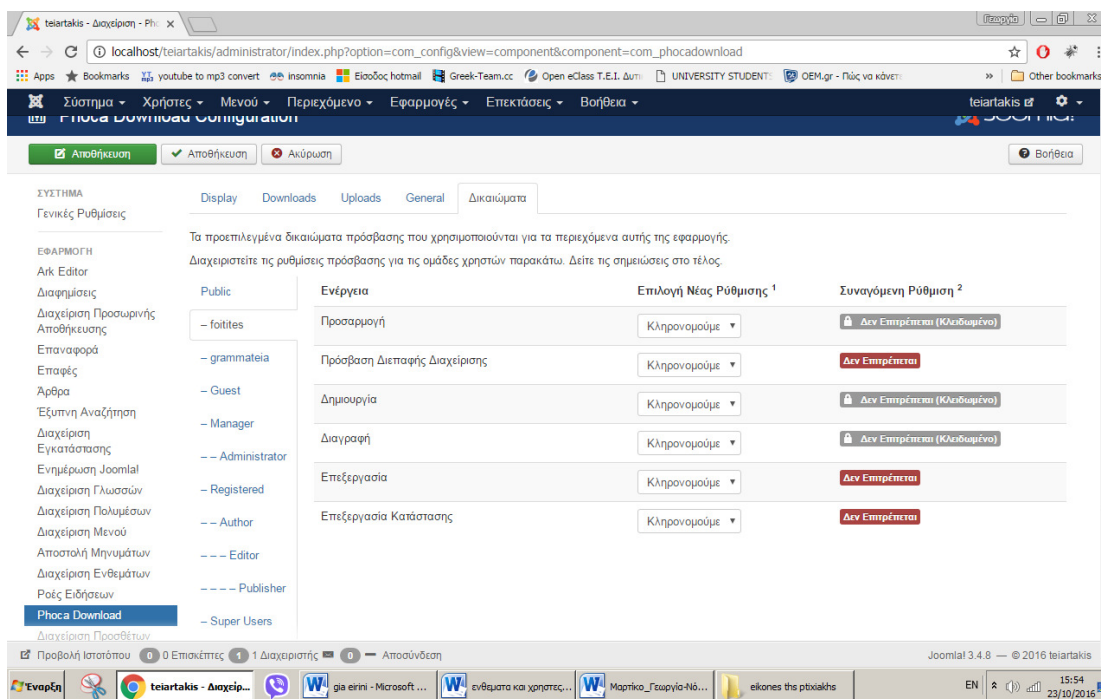 teiartakis - Διαχείριση - Pho
Γεωργία
localhost/teiartakis/administrator/index.php?option=com_config&view=component&component=com_phocadownload
Apps Bookmarks youtube to mp3 convert insomnia Είσοδος hotmail Greek-Team.cc Open eClass T.E.I. Δυτι UNIVERSITY STUDENT OEM.gr - Πώς να κάνετε » Other bookmarks
Σύστημα Χρήστες Μενού Περιεχόμενο Εφαρμογές Επεκτάσεις Βοήθεια teiartakis
Phoca Download Configuration Joomla!
Αποθήκευση Αποθήκευση Ακύρωση Βοήθεια
ΣΥΣΤΗΜΑ
Γενικές Ρυθμίσεις
ΕΦΑΡΜΟΓΗ
Ark Editor
Διαφημίσεις
Διαχείριση Προσωρινής
Αποθήκευσης
Επαναφορά
Επαφές
Άρθρα
Έξυπνη Αναζήτηση
Διαχείριση
Εγκατάστασης
Ενημέρωση Joomla!
Διαχείριση Γλωσσών
Διαχείριση Πολυμέσων
Διαχείριση Μενού
Αποστολή Μηνυμάτων
Διαχείριση Ενθεμάτων
Ροές Ειδήσεων
Phoca Download
Διαχείριση Προσθέτων
Display Downloads Uploads General Δικαιώματα
Τα προεπιλεγμένα δικαιώματα πρόσβασης που χρησιμοποιούνται για τα περιεχόμενα αυτής της εφαρμογής.
Διαχειριστείτε τις ρυθμίσεις πρόσβασης για τις ομάδες χρηστών παρακάτω. Δείτε τις σημειώσεις στο τέλος.
Public
– foitites
– grammateia
– Guest
– Manager
– – Administrator
– Registered
– – Author
– – – Editor
– – – – Publisher
– Super Users
Ενέργεια Επιλογή Νέας Ρύθμισης 1 Συναγόμενη Ρύθμιση 2
Προσαρμογή Κληρονομούμε Δεν Επιτρέπεται (Κλειδωμένο)
Πρόσβαση Διεπαφής Διαχείρισης Κληρονομούμε Δεν Επιτρέπεται
Δημιουργία Κληρονομούμε Δεν Επιτρέπεται (Κλειδωμένο)
Διαγραφή Κληρονομούμε Δεν Επιτρέπεται (Κλειδωμένο)
Επεξεργασία Κληρονομούμε Δεν Επιτρέπεται
Επεξεργασία Κατάστασης Κληρονομούμε Δεν Επιτρέπεται
Προβολή Ιστοτόπου 0 0 Επισκέπτες 1 1 Διαχειριστής 0 Αποσύνδεση Joomla! 3.4.8 — © 2016 teiartakis
Έναρξη teiartakis - Διαχείρ... gia eirini - Microsoft ... ενθεματα και χρηστες,... Μαρτίκο_Γεωργία-Νό... eikones ths ptixiakhs EN 15:54
23/10/2016